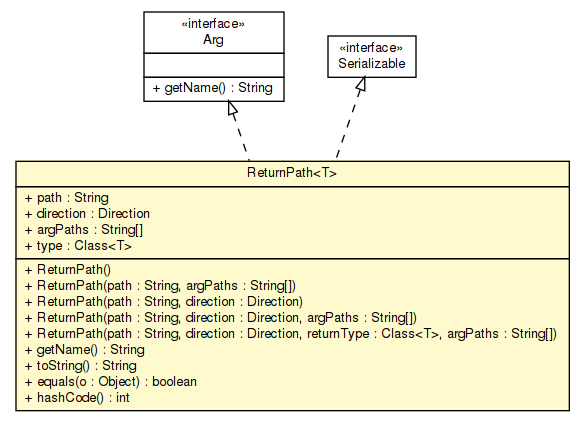 «interface»
Arg
+ getName() : String
«interface»
Serializable
ReturnPath<T>
+ path : String
+ direction : Direction
+ argPaths : String[]
+ type : Class<T>
+ ReturnPath()
+ ReturnPath(path : String, argPaths : String[])
+ ReturnPath(path : String, direction : Direction)
+ ReturnPath(path : String, direction : Direction, argPaths : String[])
+ ReturnPath(path : String, direction : Direction, returnType : Class<T>, argPaths : String[])
+ getName() : String
+ toString() : String
+ equals(o : Object) : boolean
+ hashCode() : int